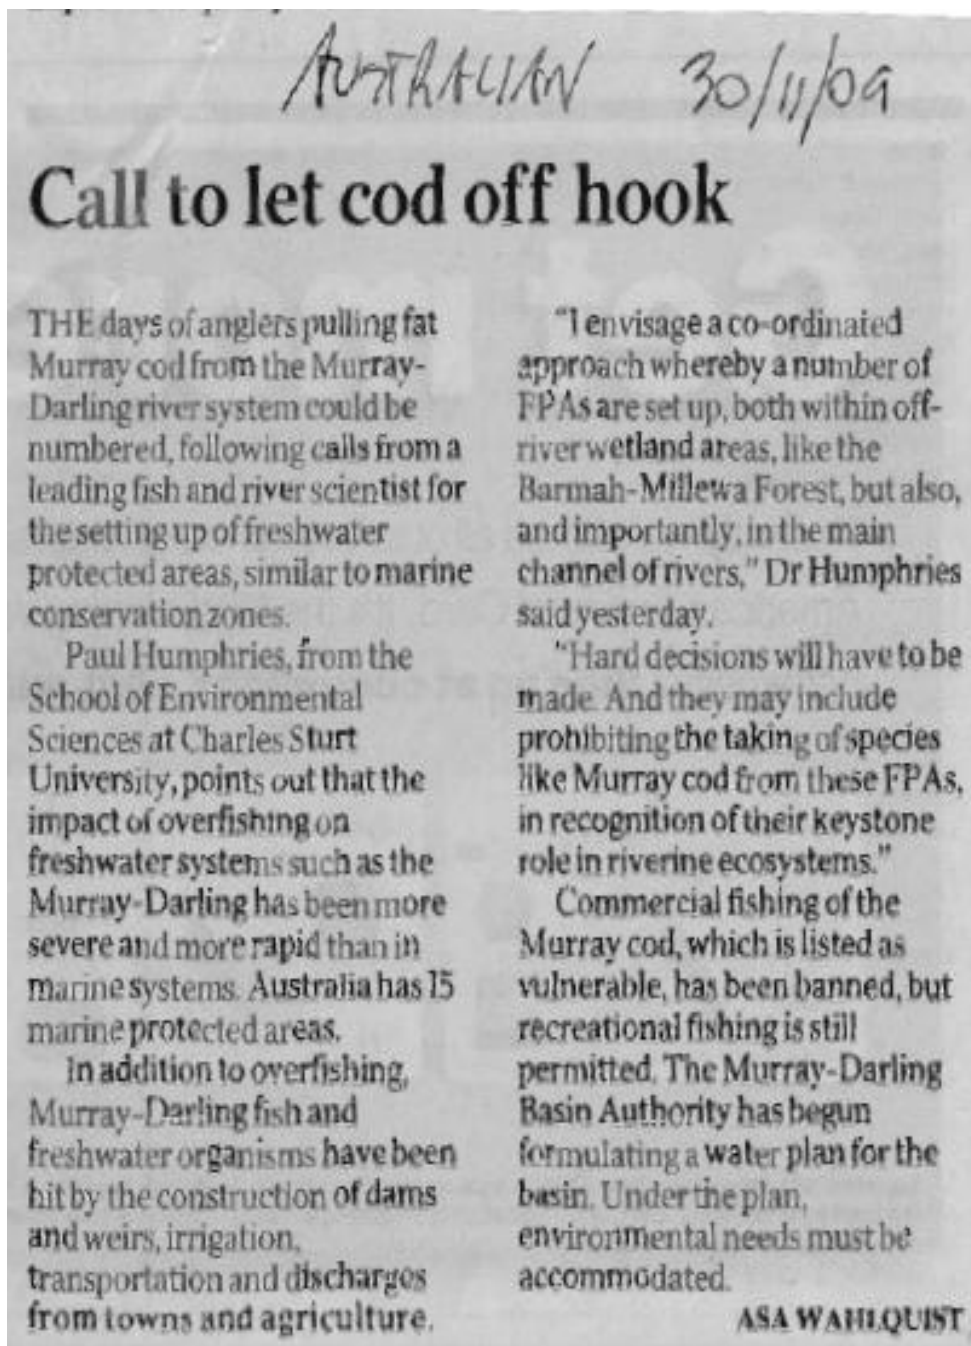 AUSTRALIAN 30/11/09
Call to let cod off hook
THE days of anglers pulling fat
Murray cod from the Murray-
Darling river system could be
numbered, following calls from a
leading fish and river scientist for
the setting up of freshwater
protected areas, similar to marine
conservation zones.
Paul Humphries, from the
School of Environmental
Sciences at Charles Sturt
University, points out that the
impact of overfishing on
freshwater systems such as the
Murray-Darling has been more
severe and more rapid than in
marine systems. Australia has 15
marine protected areas.
In addition to overfishing,
Murray-Darling fish and
freshwater organisms have been
hit by the construction of dams
and weirs, irrigation,
transportation and discharges
from towns and agriculture.
"I envisage a co-ordinated
approach whereby a number of
FPAs are set up, both within off-
river wetland areas, like the
Barmah-Millewa Forest, but also,
and importantly, in the main
channel of rivers," Dr Humphries
said yesterday.
"Hard decisions will have to be
made. And they may include
prohibiting the taking of species
like Murray cod from these FPAs,
in recognition of their keystone
role in riverine ecosystems."
Commercial fishing of the
Murray cod, which is listed as
vulnerable, has been banned, but
recreational fishing is still
permitted. The Murray-Darling
Basin Authority has begun
formulating a water plan for the
basin. Under the plan,
environmental needs must be
accommodated.
ASA WAHLQUIST